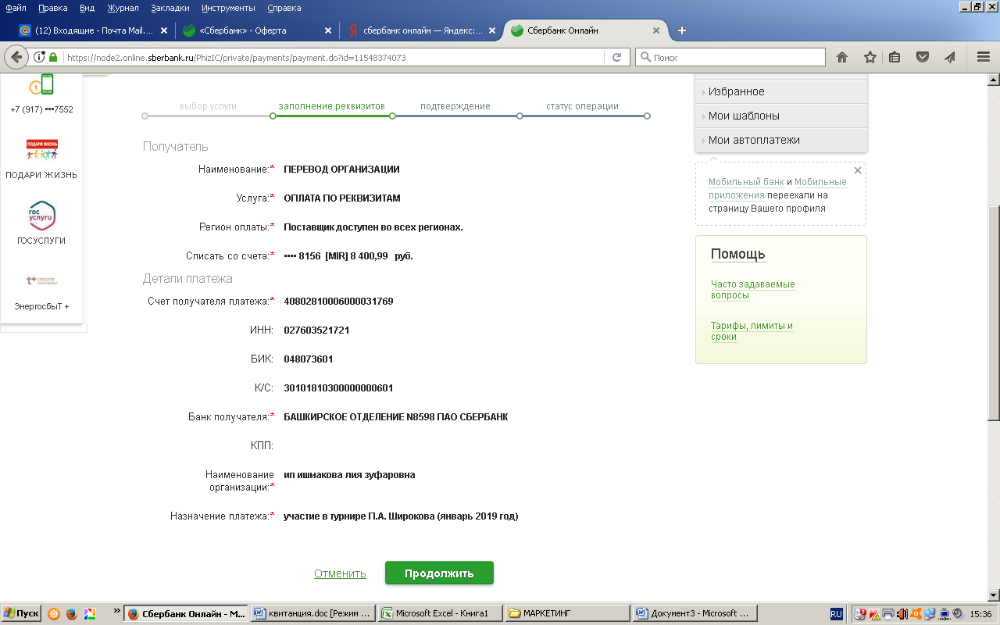 Файл Правка Вид Журнал Закладки Инструменты Справка
(12) Входящие - Почта Mail.... «Сбербанк» - Оферта сбербанк онлайн — Яндекс:... Сбербанк Онлайн
https://node2.online.sberbank.ru/PhizIC/private/payments/payment.do?id=11548374073 Поиск
1
+7 (917) ••••7552
ПОДАРИ ЖИЗНЬ
ПОДАРИ ЖИЗНЬ
гос
услуги
ГОСУСЛУГИ
ЭнергосбыТ +
выбор услуги заполнение реквизитов подтверждение статус операции
Получатель
Наименование:* ПЕРЕВОД ОРГАНИЗАЦИИ
Услуга:* ОПЛАТА ПО РЕКВИЗИТАМ
Регион оплаты:* Поставщик доступен во всех регионах.
Списать со счета:* •••• 8156 [MIR] 8 400,99 руб.
Детали платежа
Счет получателя платежа:* 40802810006000031769
ИНН: 027603521721
БИК: 048073601
К/С: 30101810300000000601
Банк получателя:* БАШКИРСКОЕ ОТДЕЛЕНИЕ N8598 ПАО СБЕРБАНК
КПП:
Наименование ип ишмакова лия зуфаровна
организации:*
Назначение платежа:* участие в турнире П.А. Широкова (январь 2019 год)
Отменить Продолжить
Избранное
Мои шаблоны
Мои автоплатежи
Мобильный банк и Мобильные
приложения переехали на
страницу Вашего профиля
Помощь
Часто задаваемые
вопросы
Тарифы, лимиты и
сроки
Пуск » Сбербанк Онлайн - М... квитанция.doc [Режим ... Microsoft Excel - Книга1 МАРКЕТИНГ Документ3 - Microsoft ... RU 15:36